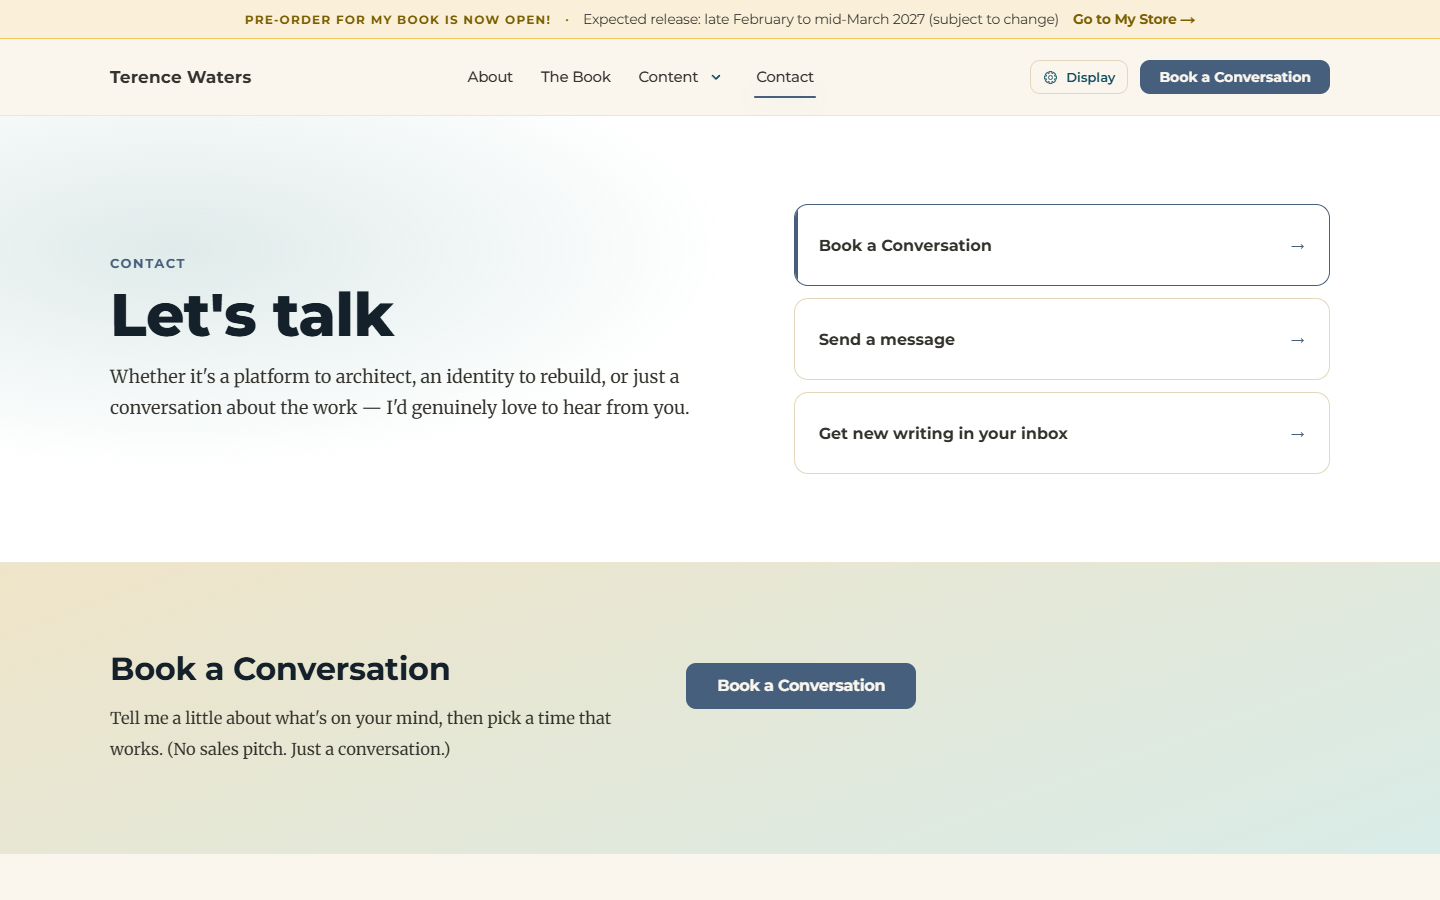 PRE-ORDER FOR MY BOOK IS NOW OPEN! · Expected release: late February to mid-March 2027 (subject to change) Go to My Store →
Terence Waters
About The Book Content Contact
Display
Book a Conversation
CONTACT
Let's talk
Whether it's a platform to architect, an identity to rebuild, or just a
conversation about the work — I'd genuinely love to hear from you.
Book a Conversation →
Send a message →
Get new writing in your inbox →
Book a Conversation
Tell me a little about what's on your mind, then pick a time that
works. (No sales pitch. Just a conversation.)
Book a Conversation